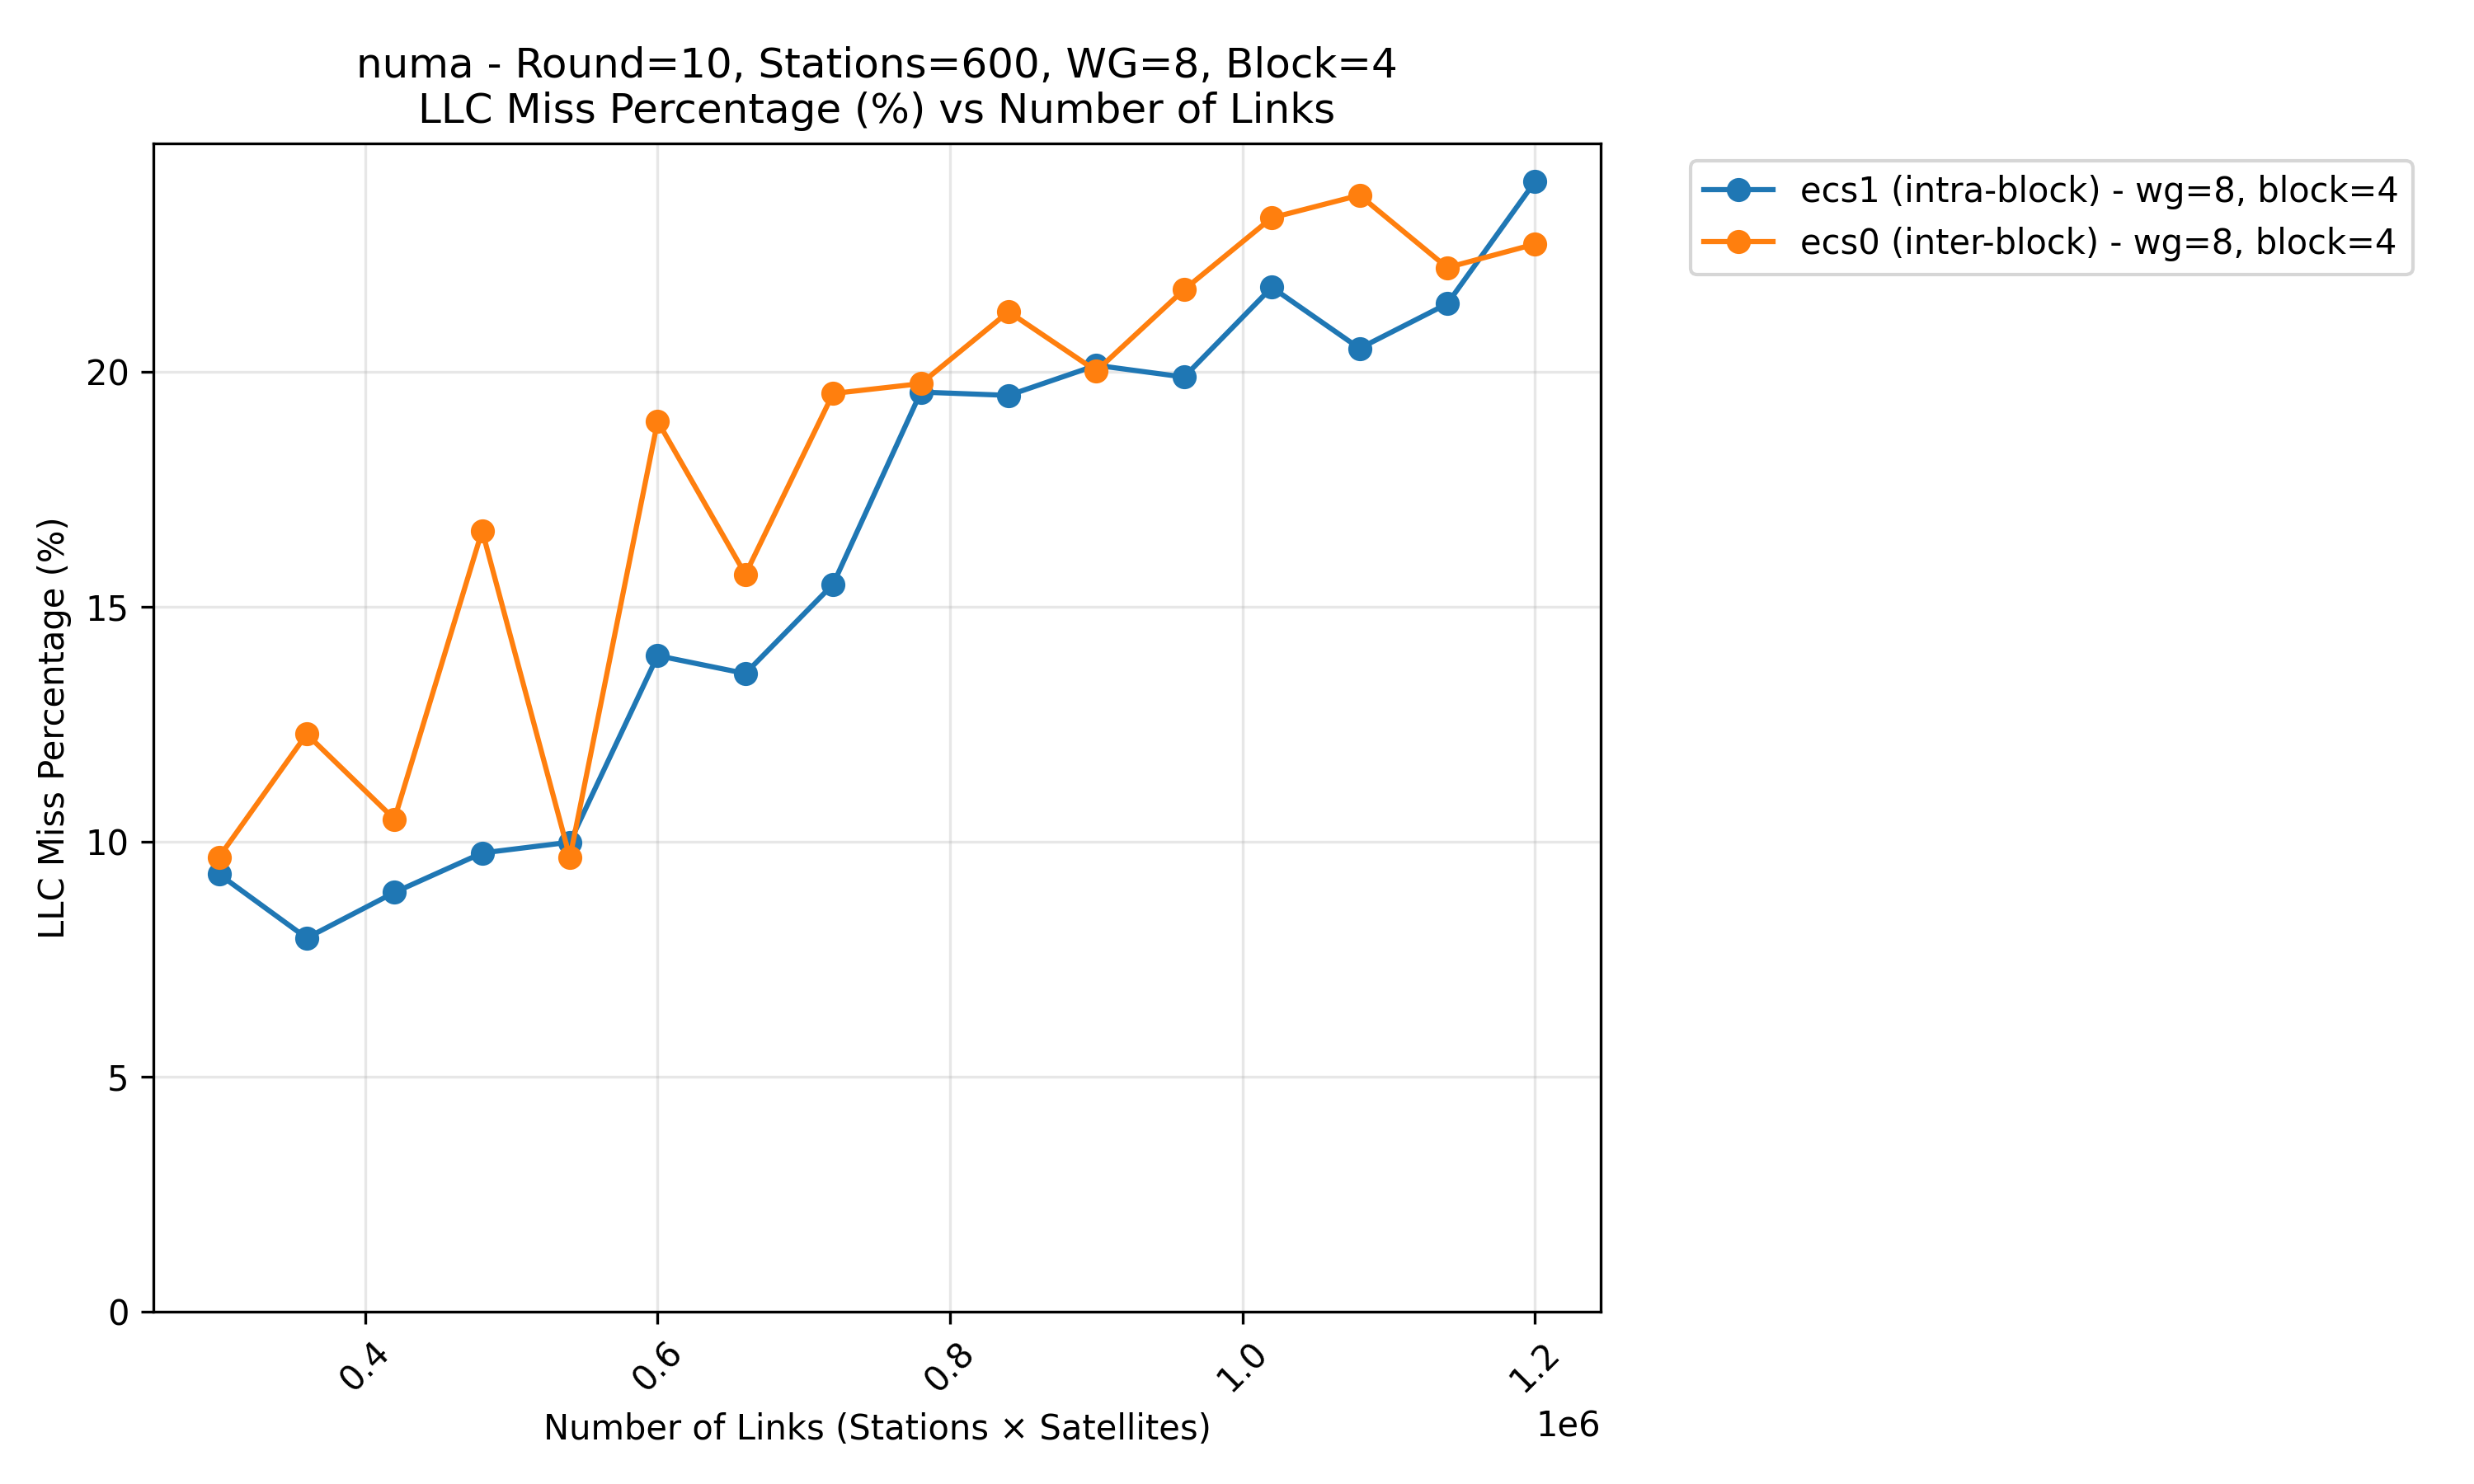 numa - Round=10, Stations=600, WG=8, Block=4
LLC Miss Percentage (%) vs Number of Links
ecs1 (intra-block) - wg=8, block=4
ecs0 (inter-block) - wg=8, block=4
LLC Miss Percentage (%)
20
15
10
5
0
0.4
0.6
0.8
1.0
1.2
Number of Links (Stations × Satellites)
1e6